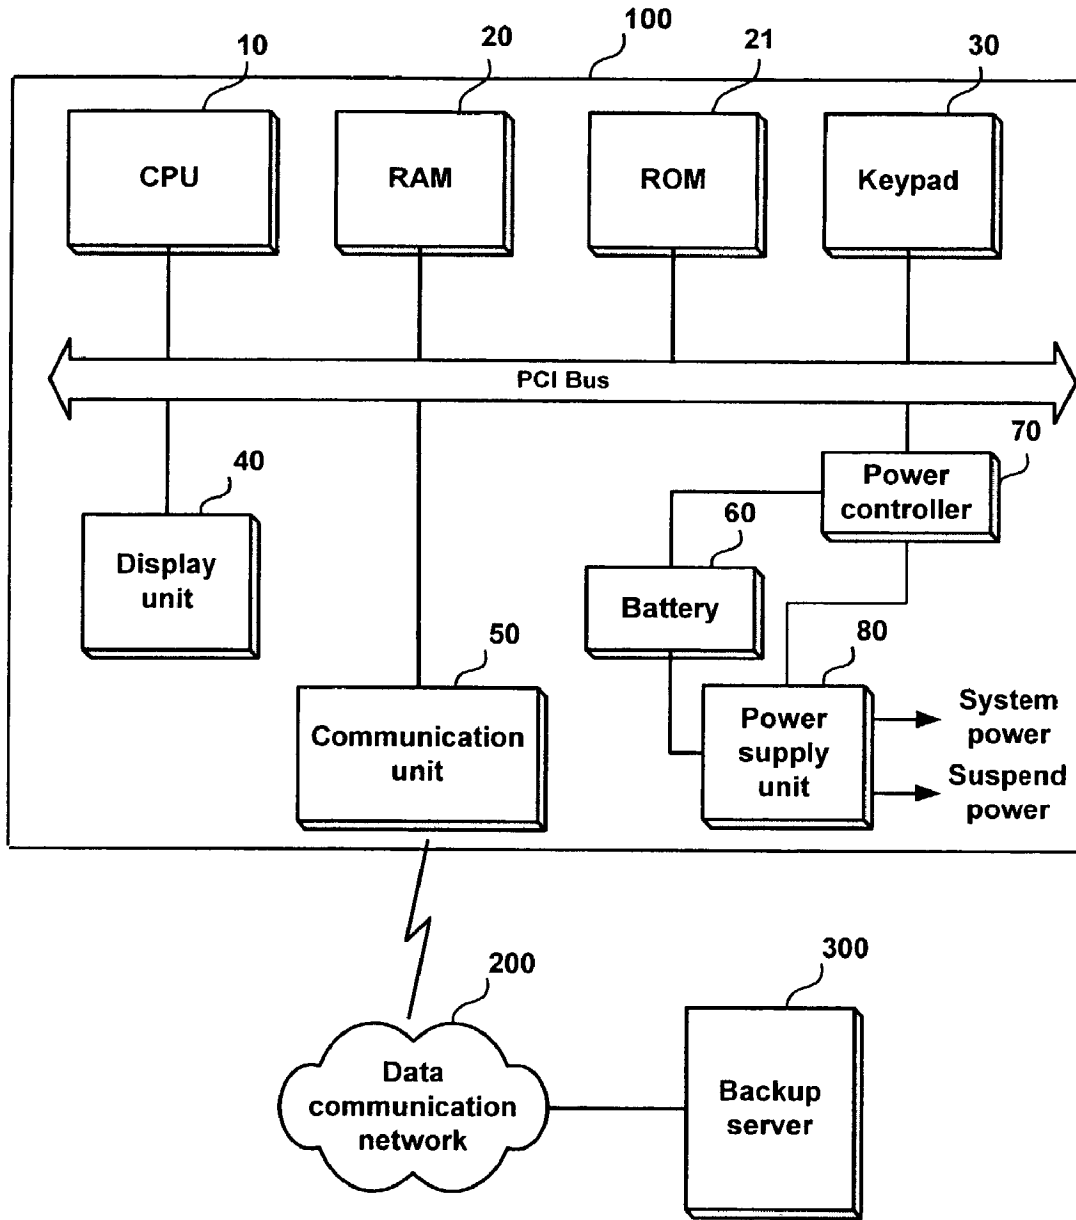 100
10
20
21
30
CPU
RAM
ROM
Keypad
PCI Bus
70
Power
controller
40
Display
unit
60
Battery
50
Communication
unit
80
Power
supply
unit
System
power
Suspend
power
200
Data
communication
network
300
Backup
server